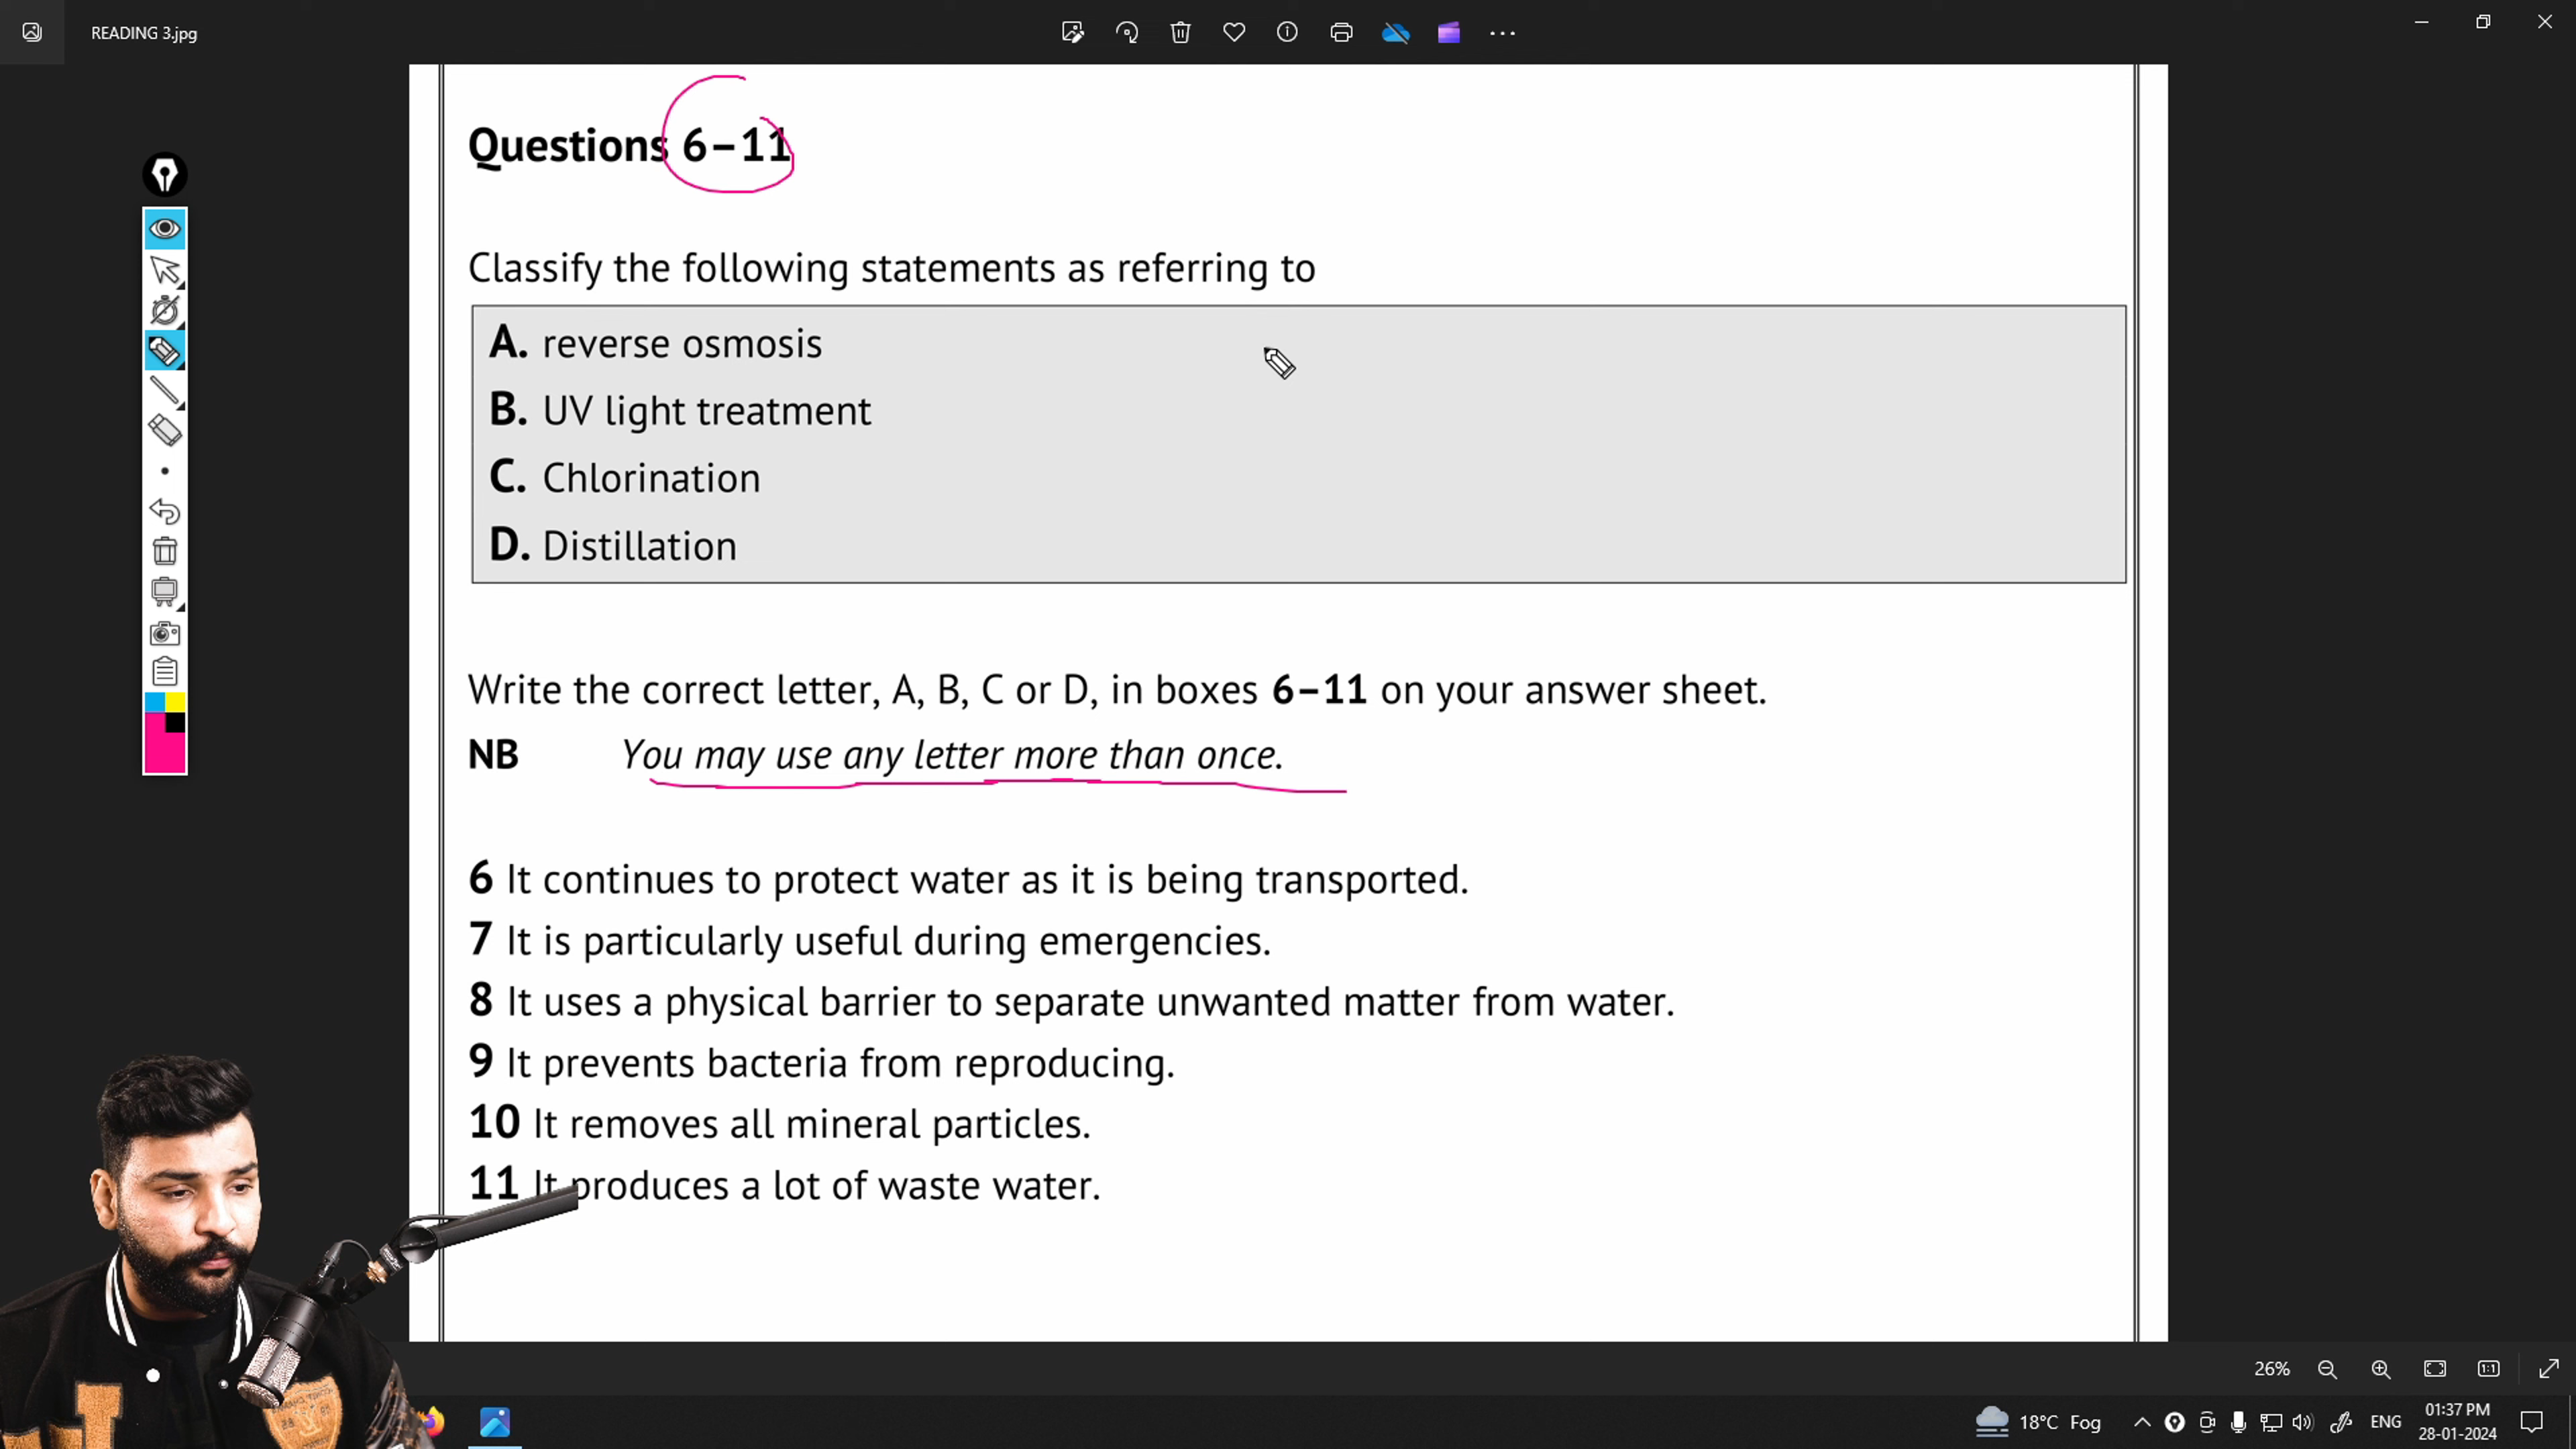 READING 3.jpg
Questions 6–11
Classify the following statements as referring to
A. reverse osmosis
B. UV light treatment
C. Chlorination
D. Distillation
Write the correct letter, A, B, C or D, in boxes 6–11 on your answer sheet.
NB You may use any letter more than once.
6 It continues to protect water as it is being transported.
7 It is particularly useful during emergencies.
8 It uses a physical barrier to separate unwanted matter from water.
9 It prevents bacteria from reproducing.
10 It removes all mineral particles.
11 It produces a lot of waste water.
26%
18°C Fog
ENG
01:37 PM
28-01-2024